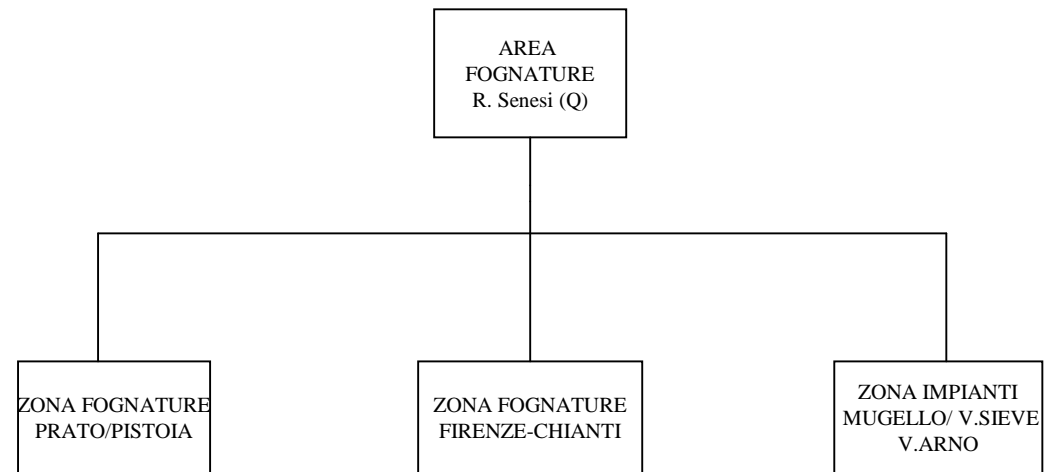 AREA
FOGNATURE
R. Senesi (Q)
ZONA FOGNATURE
PRATO/PISTOIA
ZONA FOGNATURE
FIRENZE-CHIANTI
ZONA IMPIANTI
MUGELLO/ V.SIEVE
V.ARNO